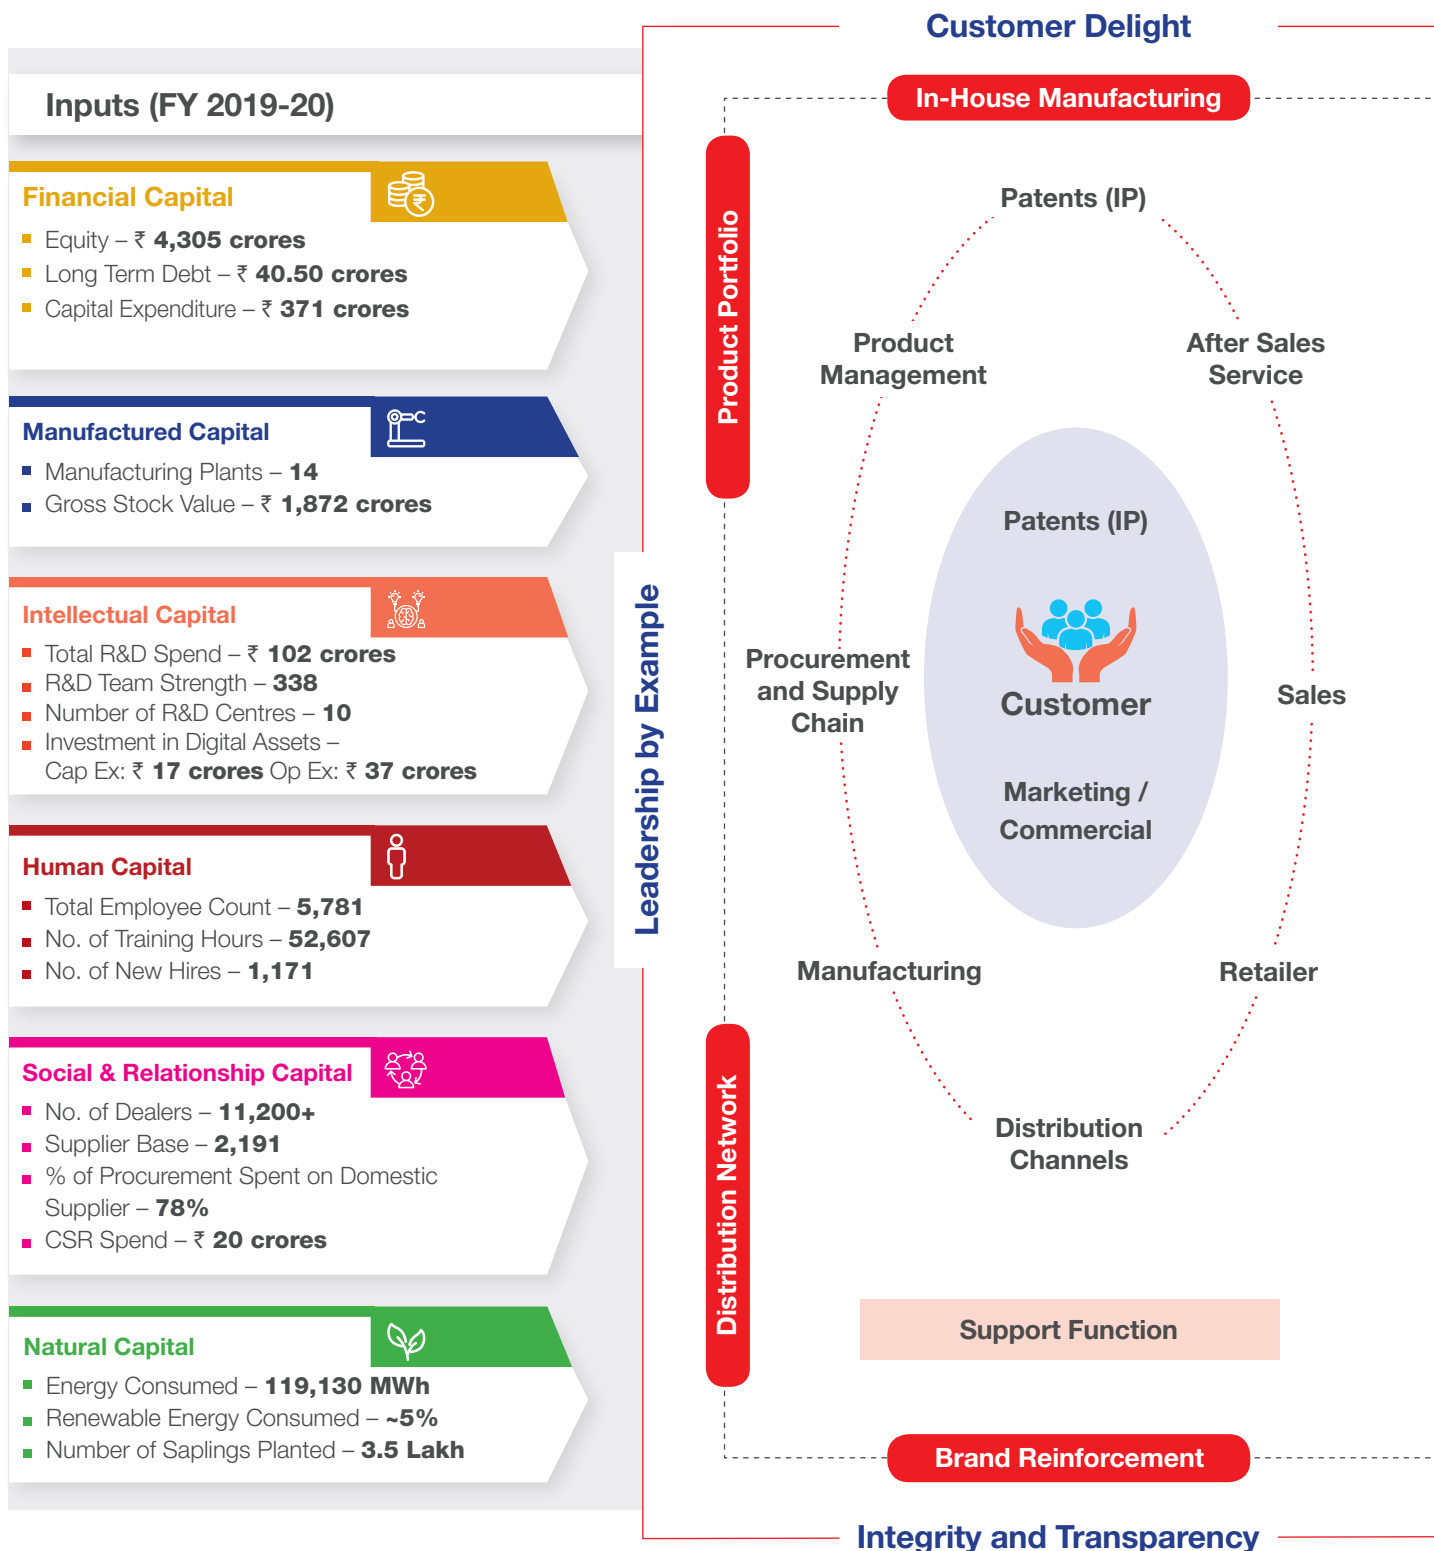 Customer Delight
Inputs (FY 2019-20)
Financial Capital
Equity – ₹ 4,305 crores
Long Term Debt – ₹ 40.50 crores
Capital Expenditure – ₹ 371 crores
Manufactured Capital
Manufacturing Plants – 14
Gross Stock Value – ₹ 1,872 crores
Intellectual Capital
Total R&D Spend – ₹ 102 crores
R&D Team Strength – 338
Number of R&D Centres – 10
Investment in Digital Assets –
Cap Ex: ₹ 17 crores Op Ex: ₹ 37 crores
Human Capital
Total Employee Count – 5,781
No. of Training Hours – 52,607
No. of New Hires – 1,171
Social & Relationship Capital
No. of Dealers – 11,200+
Supplier Base – 2,191
% of Procurement Spent on Domestic
Supplier – 78%
CSR Spend – ₹ 20 crores
Natural Capital
Energy Consumed – 119,130 MWh
Renewable Energy Consumed – ~5%
Number of Saplings Planted – 3.5 Lakh
Leadership by Example
In-House Manufacturing
Product Portfolio
Distribution Network
Patents (IP)
Product
Management
After Sales
Service
Patents (IP)
Customer
Marketing /
Commercial
Procurement
and Supply
Chain
Sales
Manufacturing
Retailer
Distribution
Channels
Support Function
Brand Reinforcement
Integrity and Transparency